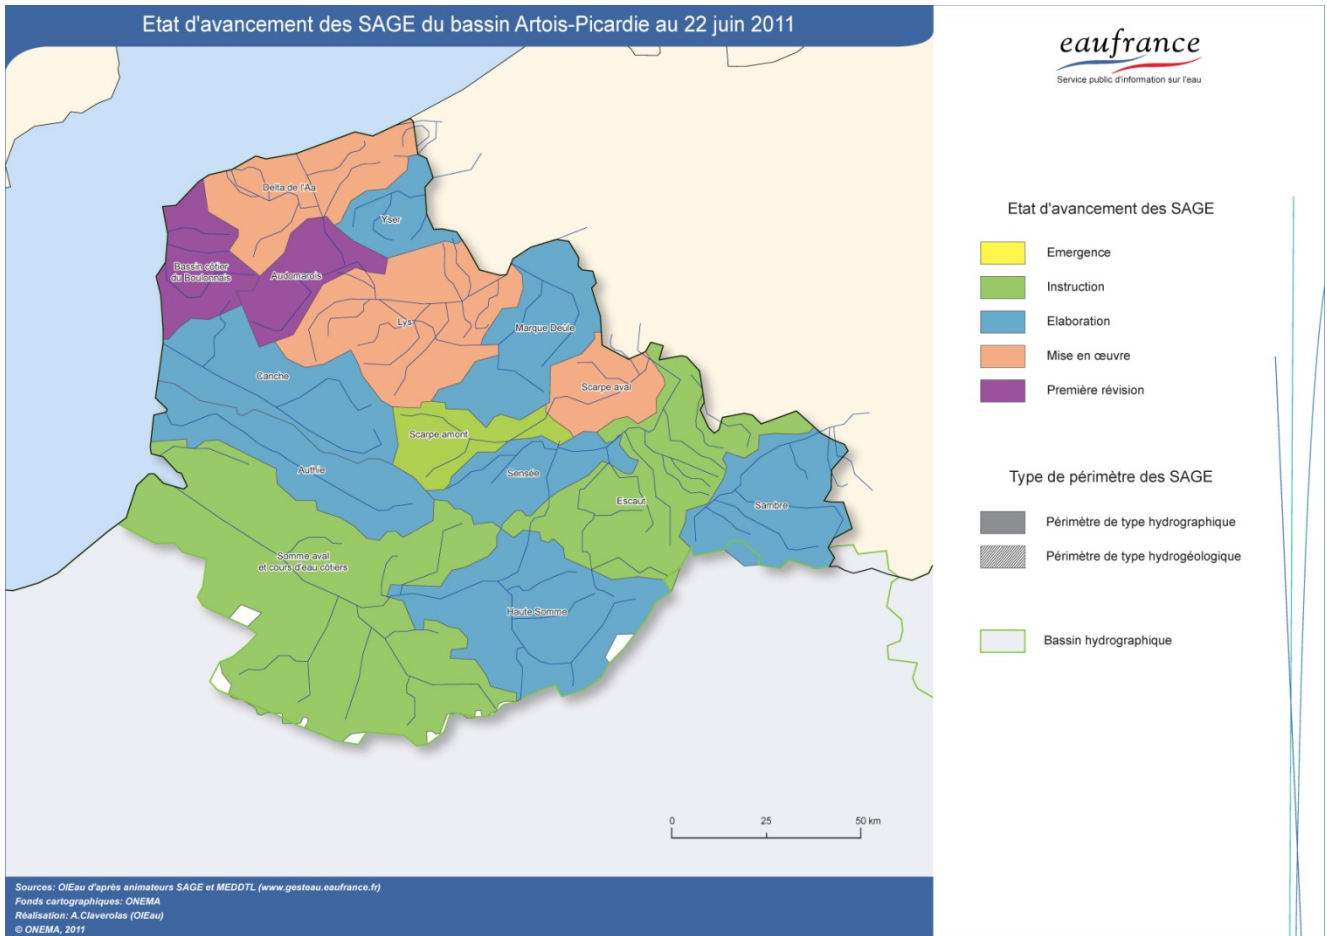 Etat d'avancement des SAGE du bassin Artois-Picardie au 22 juin 2011
eaufrance
Service public d'information sur l'eau
Delta de l'Aa
Yser
Bassin côtier
du Boulonnais
Audomarois
Lys
Marque Deûle
Canche
Scarpe aval
Scarpe amont
Authie
Sensée
Escaut
Sambre
Somme aval
et cours d'eau côtiers
Haute Somme
Etat d'avancement des SAGE
Emergence
Instruction
Elaboration
Mise en œuvre
Première révision
Type de périmètre des SAGE
Périmètre de type hydrographique
Périmètre de type hydrogéologique
Bassin hydrographique
0 25 50 km
Sources: OIEau d'après animateurs SAGE et MEDDTL (www.gesteau.eaufrance.fr)
Fonds cartographiques: ONEMA
Réalisation: A.Claverolas (OIEau)
© ONEMA, 2011